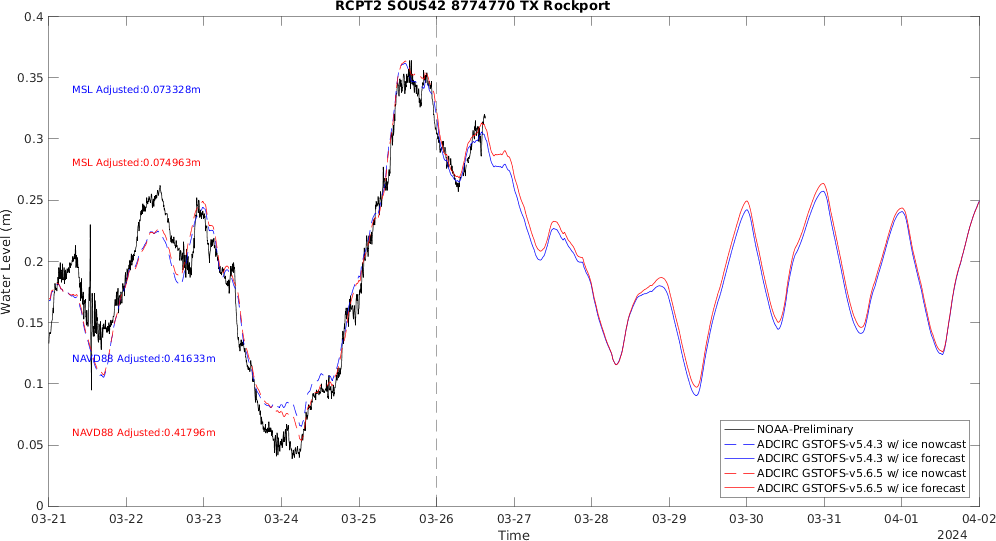 RCPT2 SOUS42 8774770 TX Rockport
0.4
0.35
0.3
0.25
0.2
0.15
0.1
0.05
0
Water Level (m)
MSL Adjusted:0.073328m
MSL Adjusted:0.074963m
NAVD88 Adjusted:0.41633m
NAVD88 Adjusted:0.41796m
NOAA-Preliminary
ADCIRC GSTOFS-v5.4.3 w/ ice nowcast
ADCIRC GSTOFS-v5.4.3 w/ ice forecast
ADCIRC GSTOFS-v5.6.5 w/ ice nowcast
ADCIRC GSTOFS-v5.6.5 w/ ice forecast
03-21 03-22 03-23 03-24 03-25 03-26 03-27 03-28 03-29 03-30 03-31 04-01 04-02
Time
2024